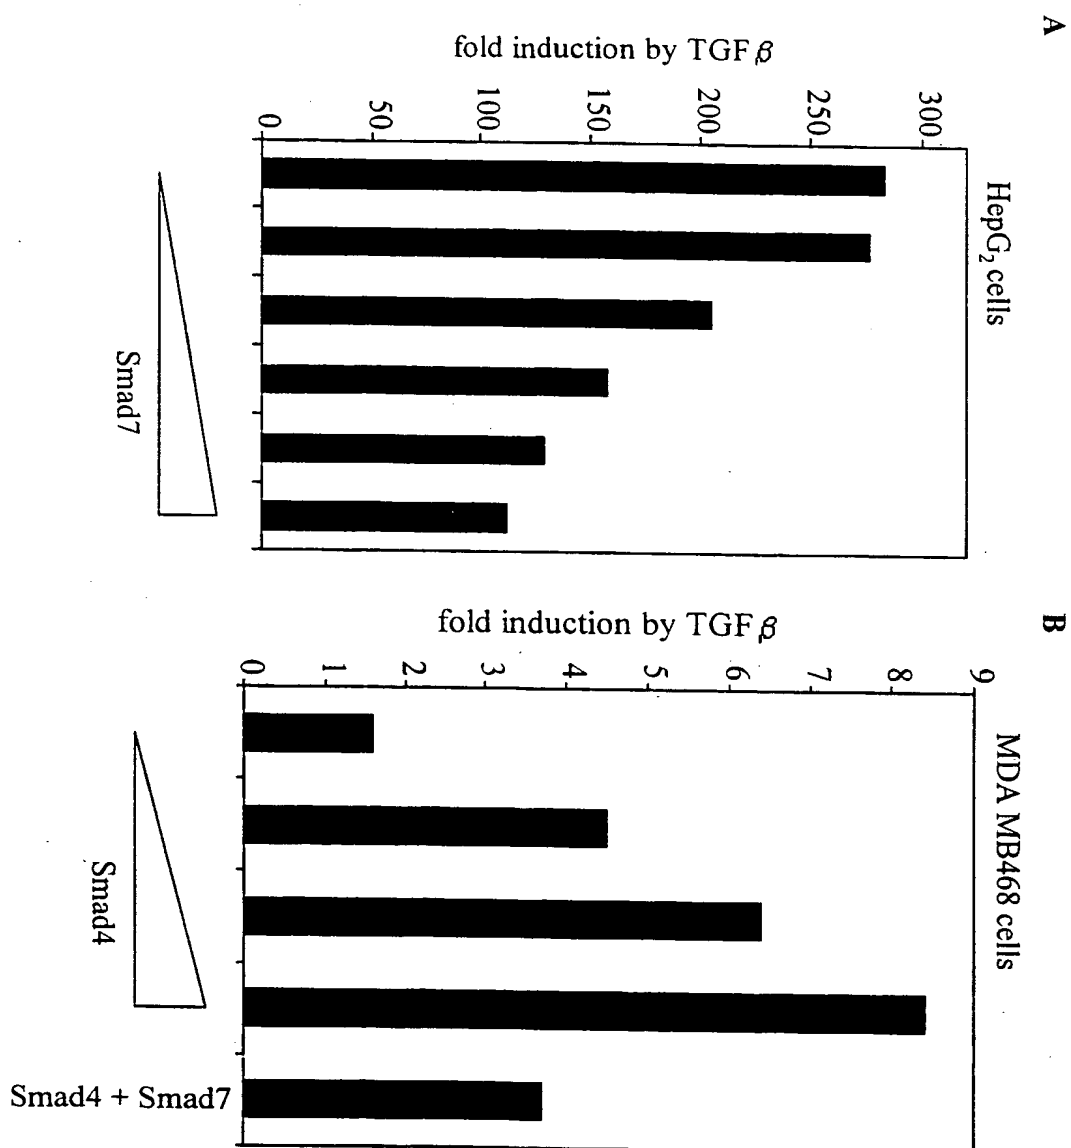 A
HepG₂ cells
fold induction by TGFβ
300
250
200
150
100
50
0
Smad7
B
MDA MB468 cells
fold induction by TGFβ
9
8
7
6
5
4
3
2
1
0
Smad4
Smad4 + Smad7